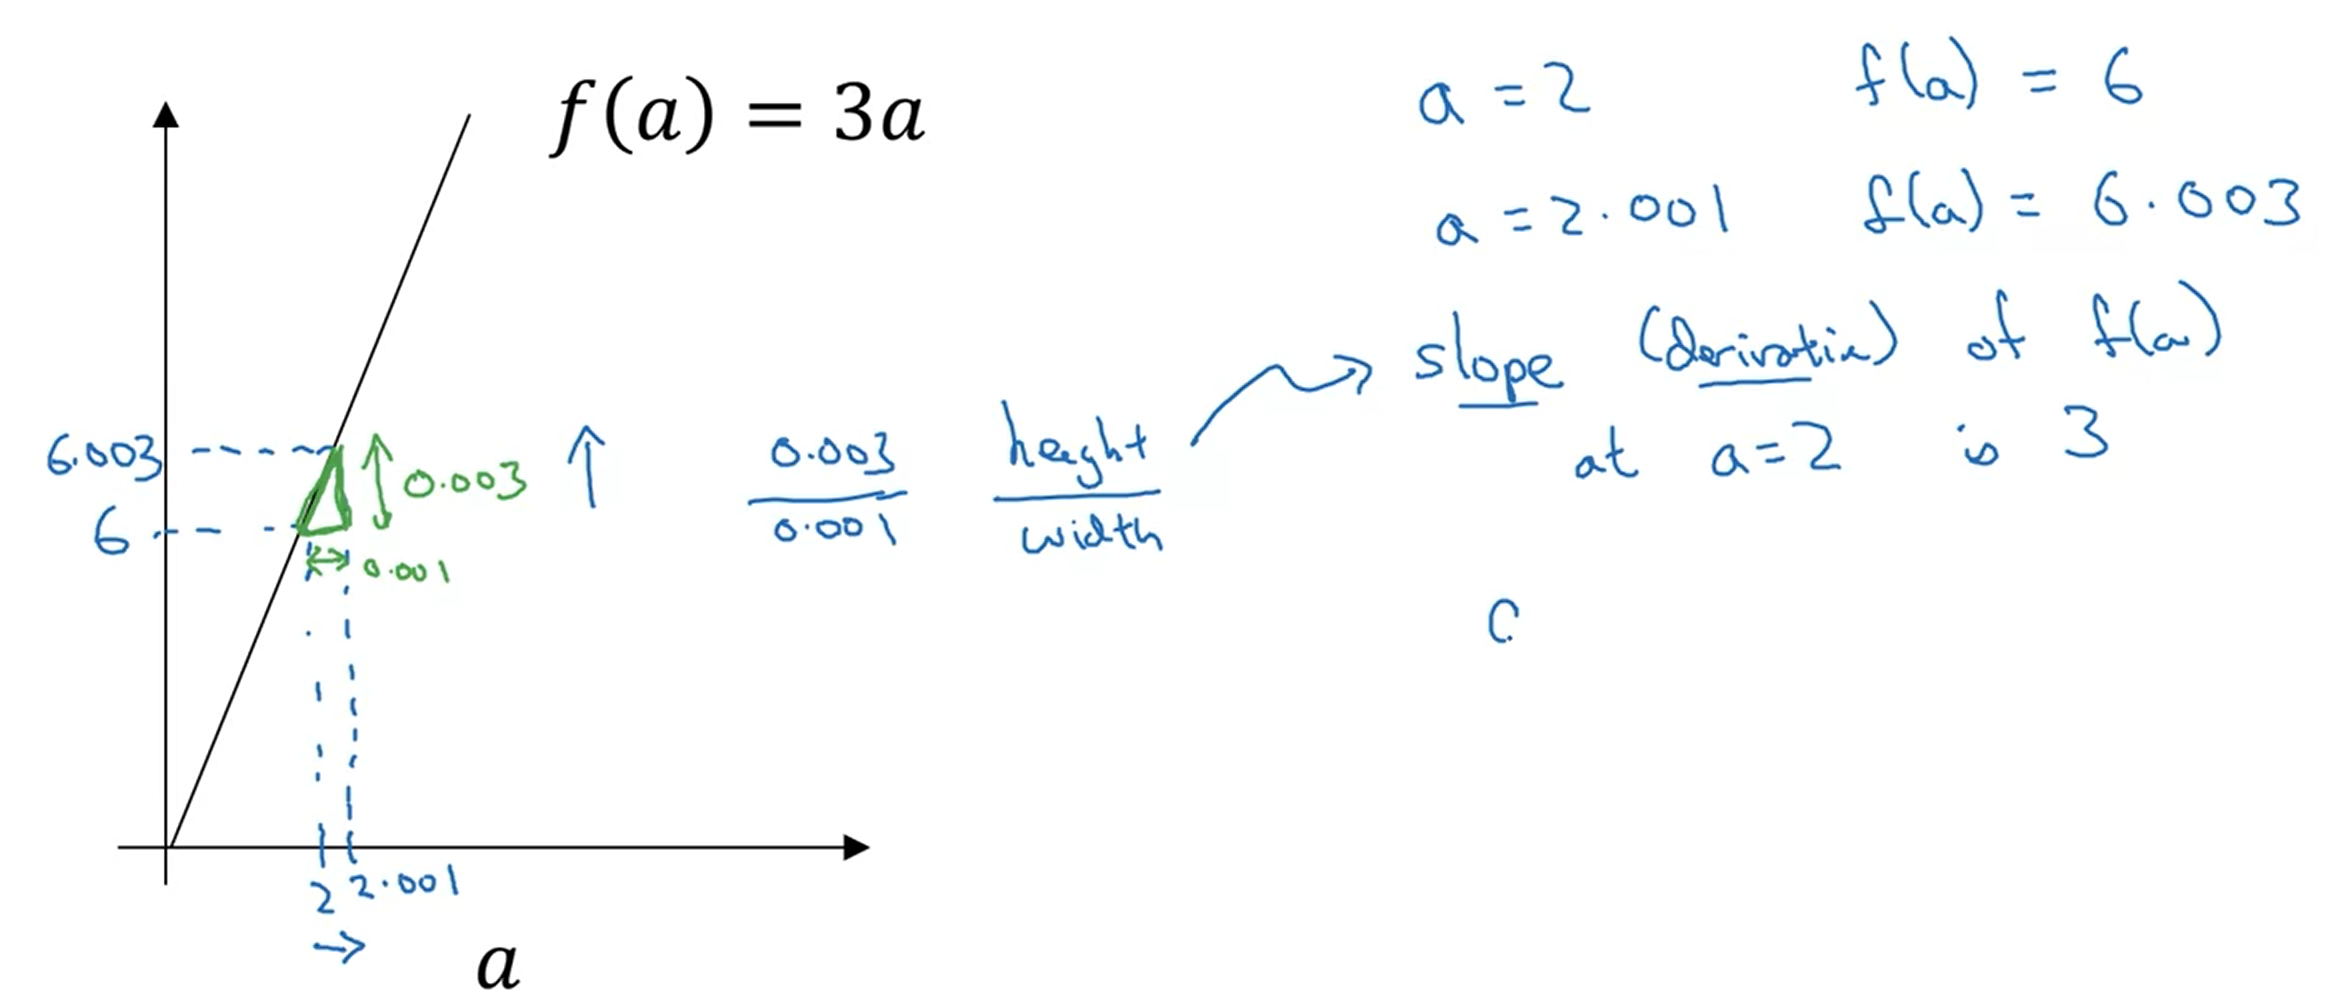 f(a) = 3a
a = 2 f(a) = 6
a = 2.001 f(a) = 6.003
slope (derivative) of f(a)
at a=2 is 3
6.003
6
0.003
0.001
0.003 height
0.001 width
2 2.001
a